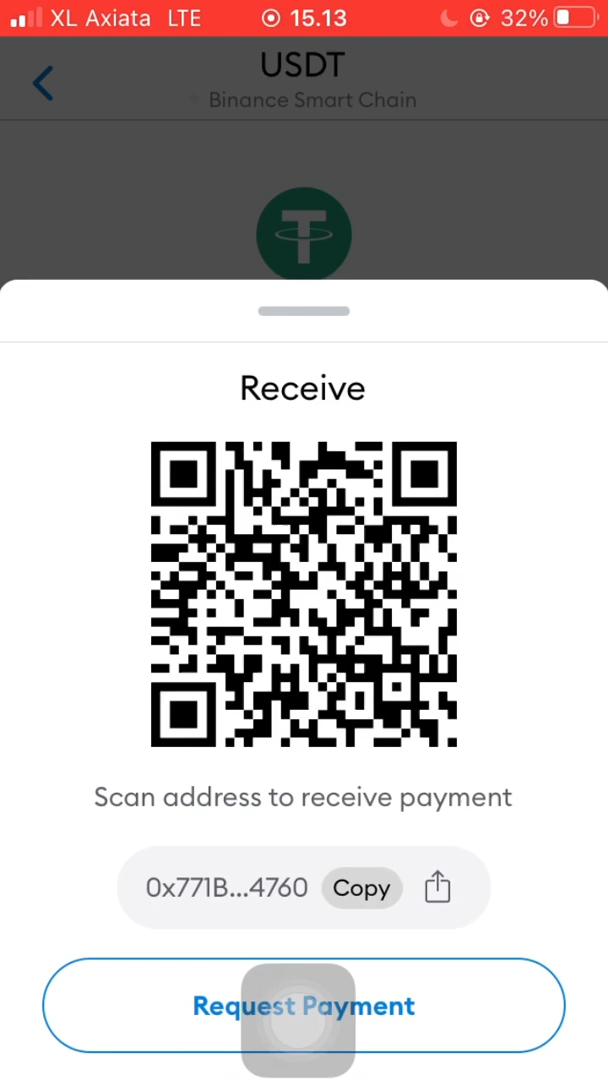 XL Axiata LTE 15.13 32%
USDT
Binance Smart Chain
Receive
Scan address to receive payment
0x771B...4760 Copy
Request Payment